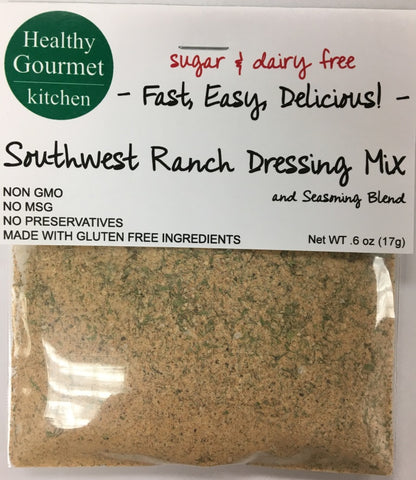 Healthy
Gourmet
kitchen
sugar & dairy free
- Fast, Easy, Delicious! -
Southwest Ranch Dressing Mix
and Seasoning Blend
NON GMO
NO MSG
NO PRESERVATIVES
MADE WITH GLUTEN FREE INGREDIENTS
Net WT .6 oz (17g)